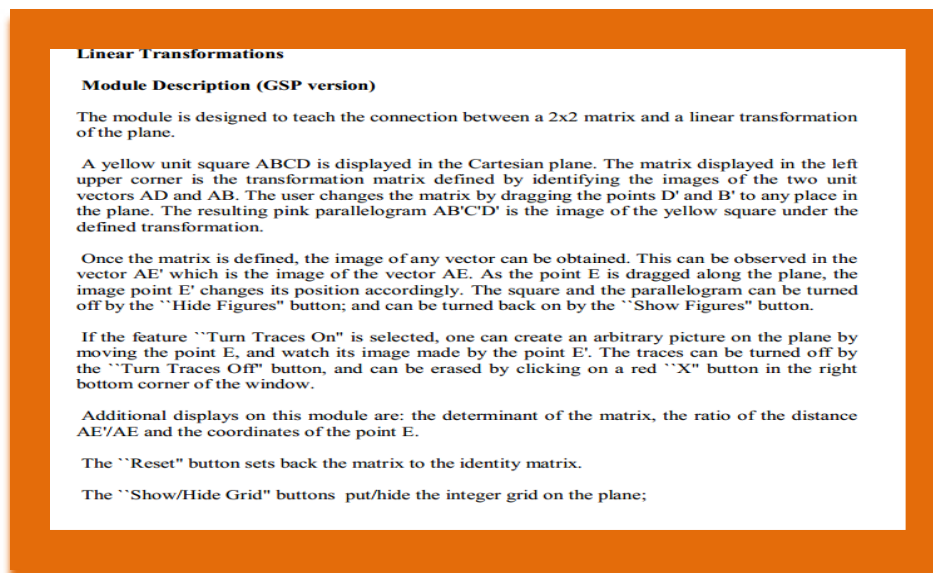 Linear Transformations
Module Description (GSP version)
The module is designed to teach the connection between a 2x2 matrix and a linear transformation
of the plane.
A yellow unit square ABCD is displayed in the Cartesian plane. The matrix displayed in the left
upper corner is the transformation matrix defined by identifying the images of the two unit
vectors AD and AB. The user changes the matrix by dragging the points D' and B' to any place in
the plane. The resulting pink parallelogram AB'C'D' is the image of the yellow square under the
defined transformation.
Once the matrix is defined, the image of any vector can be obtained. This can be observed in the
vector AE' which is the image of the vector AE. As the point E is dragged along the plane, the
image point E' changes its position accordingly. The square and the parallelogram can be turned
off by the ``Hide Figures" button; and can be turned back on by the ``Show Figures" button.
If the feature ``Turn Traces On" is selected, one can create an arbitrary picture on the plane by
moving the point E, and watch its image made by the point E'. The traces can be turned off by
the ``Turn Traces Off" button, and can be erased by clicking on a red ``X" button in the right
bottom corner of the window.
Additional displays on this module are: the determinant of the matrix, the ratio of the distance
AE'/AE and the coordinates of the point E.
The ``Reset" button sets back the matrix to the identity matrix.
The ``Show/Hide Grid" buttons put/hide the integer grid on the plane;